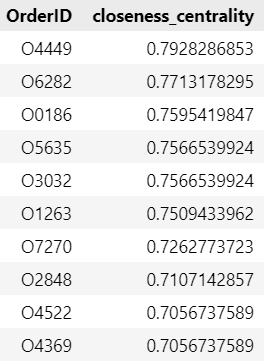 OrderID closeness_centrality
O4449 0.7928286853
O6282 0.7713178295
O0186 0.7595419847
O5635 0.7566539924
O3032 0.7566539924
O1263 0.7509433962
O7270 0.7262773723
O2848 0.7107142857
O4522 0.7056737589
O4369 0.7056737589